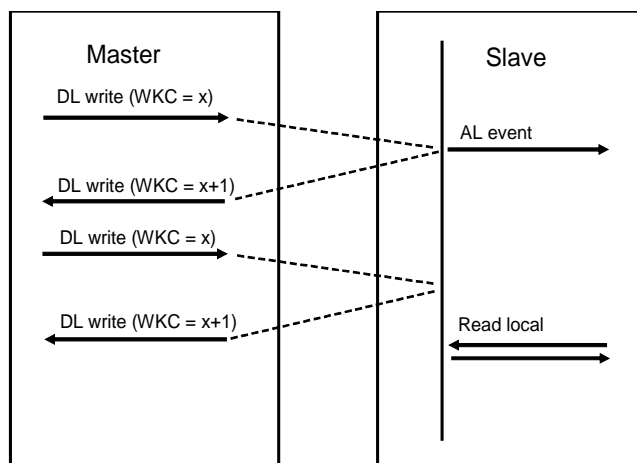 Master
Slave
DL write (WKC = x)
AL event
DL write (WKC = x+1)
DL write (WKC = x)
DL write (WKC = x+1)
Read local